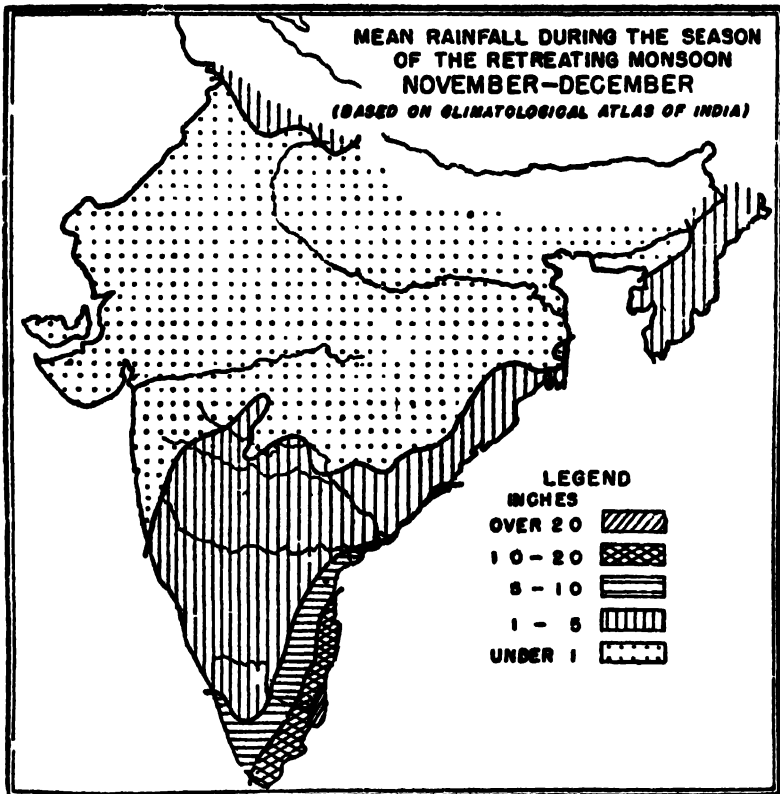 MEAN RAINFALL DURING THE SEASON
OF THE RETREATING MONSOON
NOVEMBER—DECEMBER
(BASED ON CLIMATOLOGICAL ATLAS OF INDIA)
LEGEND
INCHES
OVER 20
10-20
5-10
1-5
UNDER 1